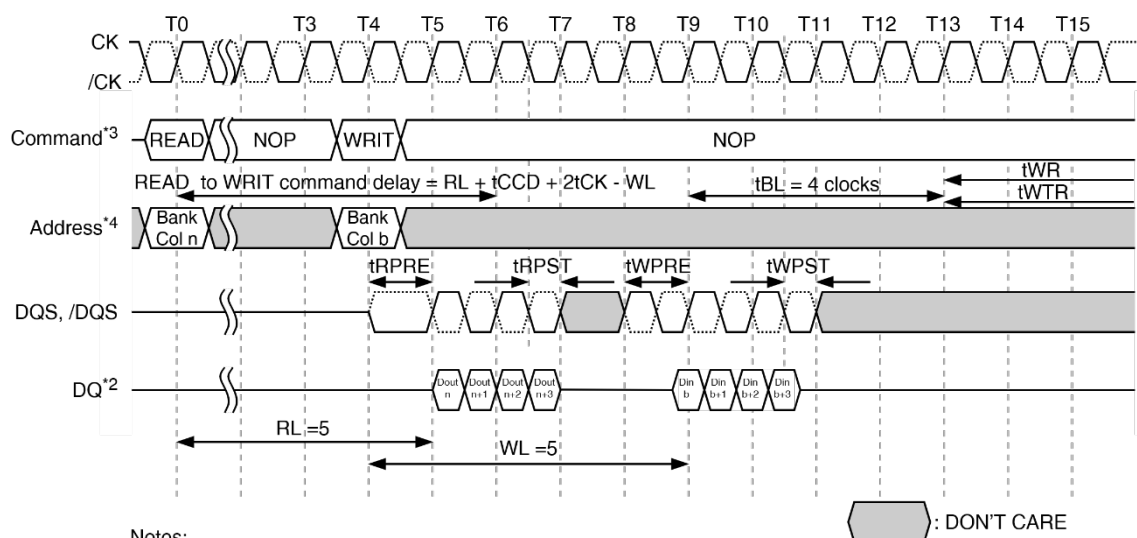 T0 T3 T4 T5 T6 T7 T8 T9 T10 T11 T12 T13 T14 T15
CK
/CK
Command*3 READ NOP WRIT NOP
READ to WRIT command delay = RL + tCCD + 2tCK - WL tBL = 4 clocks tWR
tWTR
Address*4 Bank Col n Bank Col b
tRPRE tRPST tWPRE tWPST
DQS, /DQS
DQ*2 Dout n Dout n+1 Dout n+2 Dout n+3 Din b Din b+1 Din b+2 Din b+3
RL =5
WL =5
Notes:
: DON'T CARE